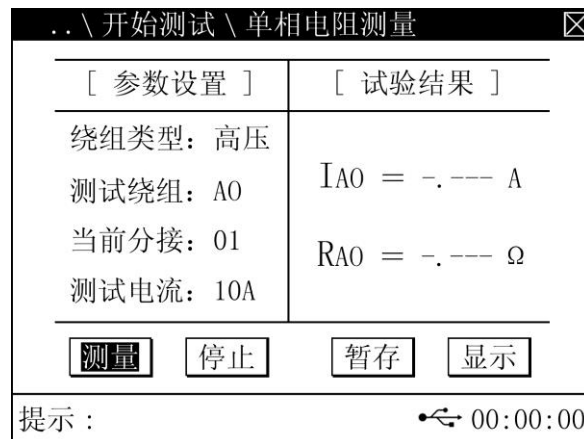 ..\开始测试\单相电阻测量
[ 参数设置 ]
[ 试验结果 ]
绕组类型：高压
测试绕组：AO
当前分接：01
测试电流：10A
IAO = -.--- A
RAO = -.--- Ω
测量 停止 暂存 显示
提示： 00:00:00